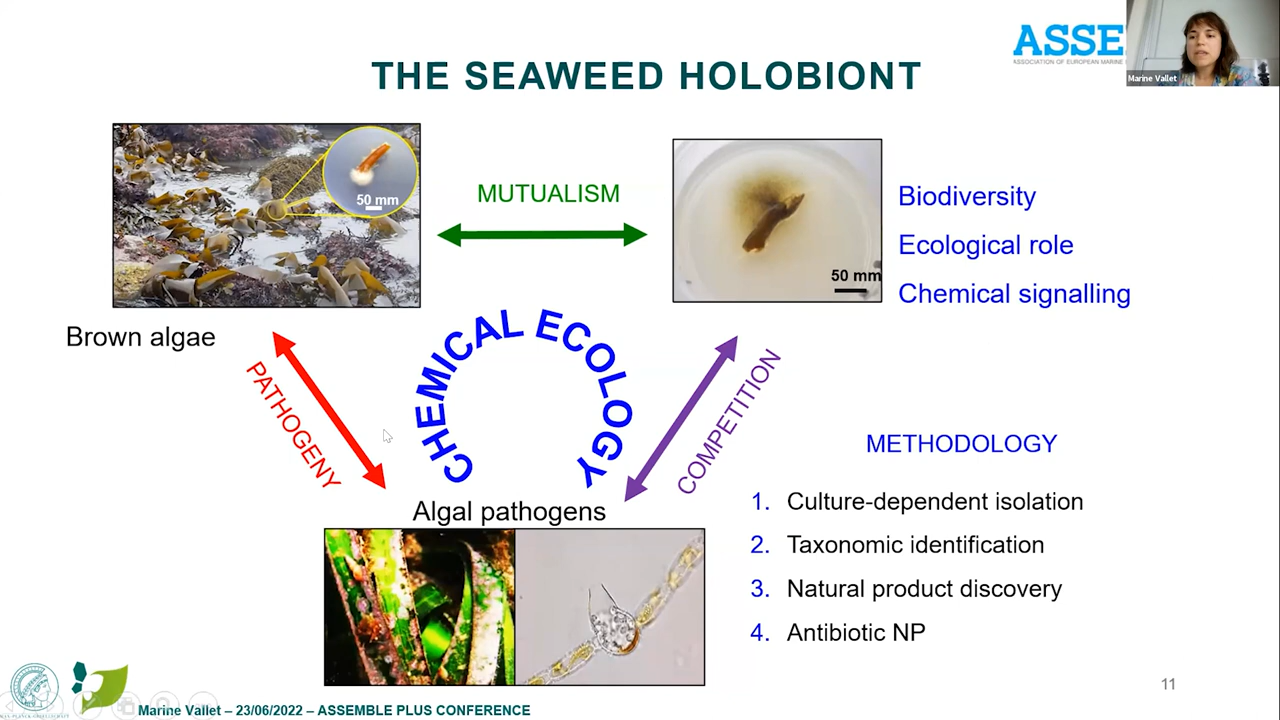 ASSE
ASSOCIATION OF EUROPEAN MARINE
Marine Vallet
THE SEAWEED HOLOBIONT
50 mm
MUTUALISM
50 mm
Biodiversity
Ecological role
Chemical signalling
Brown algae
PATHOGENY
CHEMICAL ECOLOGY
COMPETITION
Algal pathogens
METHODOLOGY
1. Culture-dependent isolation
2. Taxonomic identification
3. Natural product discovery
4. Antibiotic NP
11
Marine Vallet – 23/06/2022 – ASSEMBLE PLUS CONFERENCE